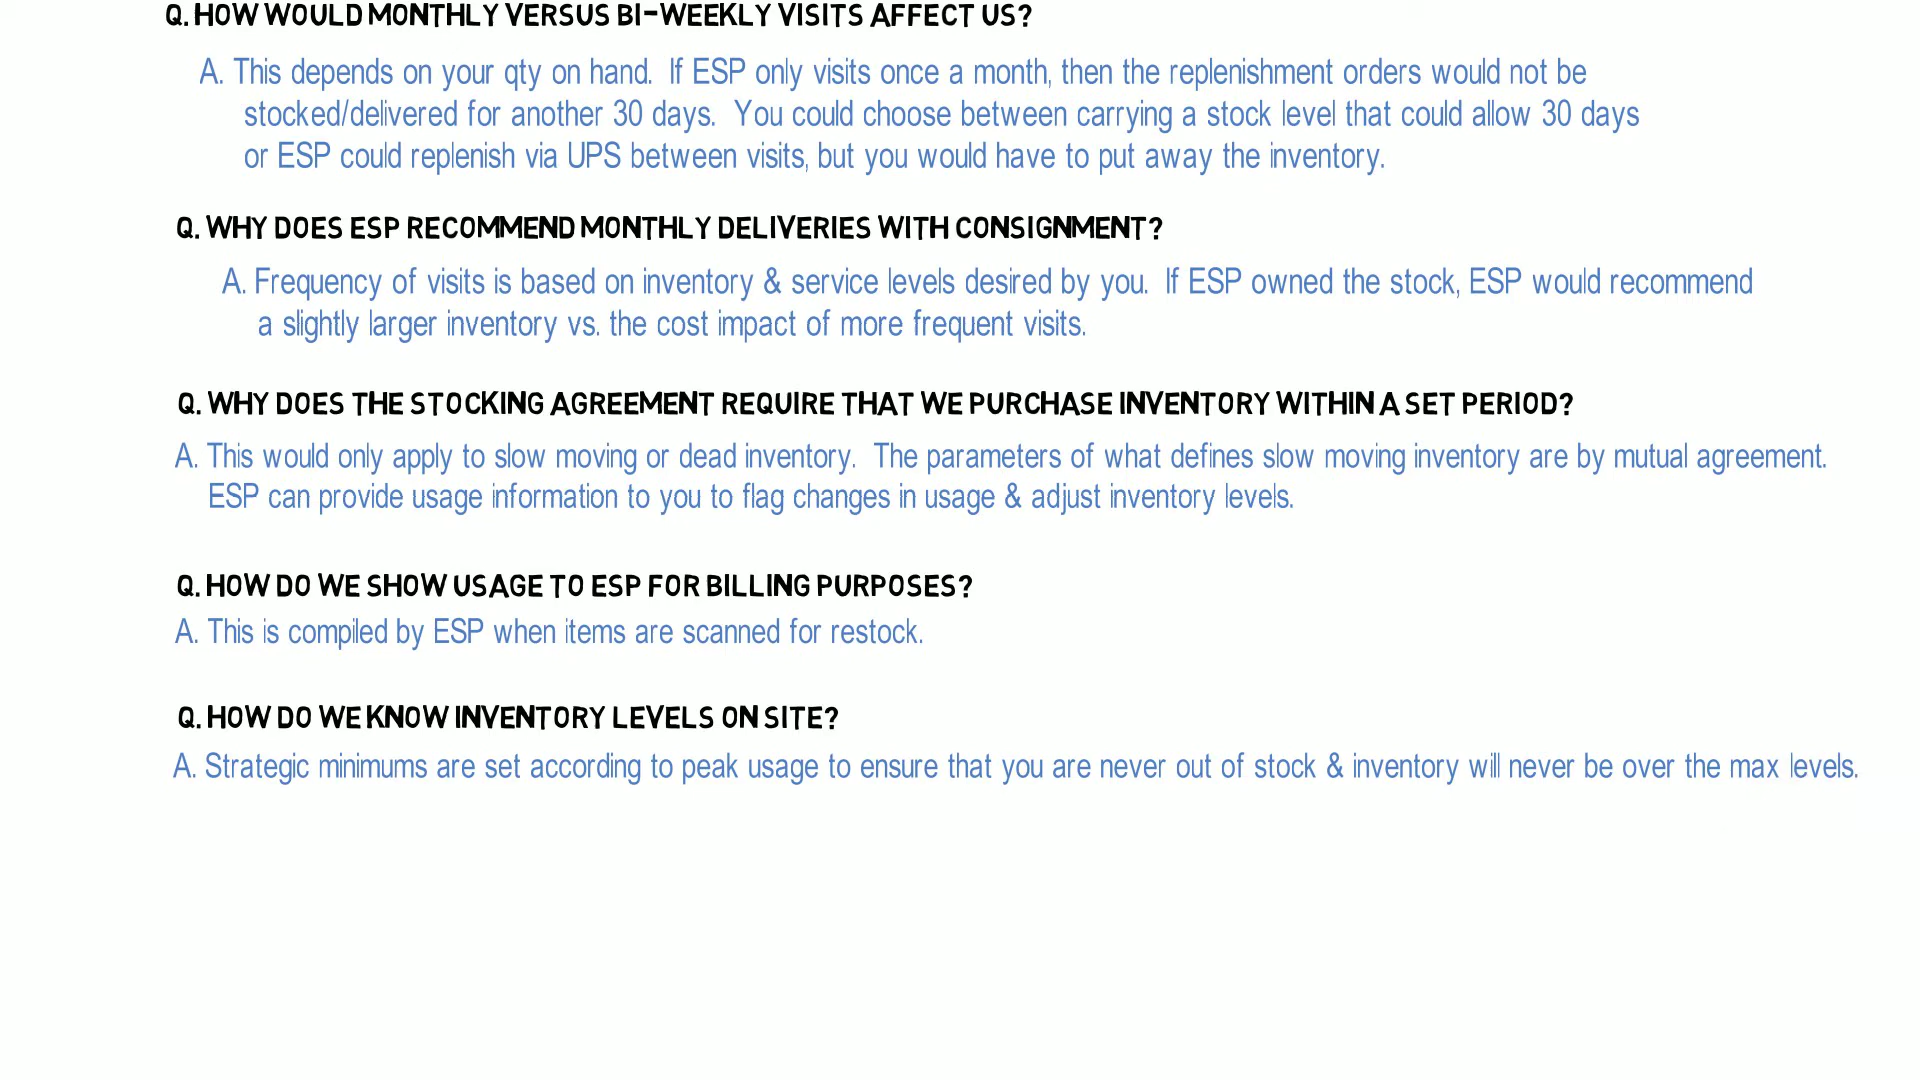 Q. HOW WOULD MONTHLY VERSUS BI-WEEKLY VISITS AFFECT US?
A. This depends on your qty on hand. If ESP only visits once a month, then the replenishment orders would not be
stocked/delivered for another 30 days. You could choose between carrying a stock level that could allow 30 days
or ESP could replenish via UPS between visits, but you would have to put away the inventory.
Q. WHY DOES ESP RECOMMEND MONTHLY DELIVERIES WITH CONSIGNMENT?
A. Frequency of visits is based on inventory & service levels desired by you. If ESP owned the stock, ESP would recommend
a slightly larger inventory vs. the cost impact of more frequent visits.
Q. WHY DOES THE STOCKING AGREEMENT REQUIRE THAT WE PURCHASE INVENTORY WITHIN A SET PERIOD?
A. This would only apply to slow moving or dead inventory. The parameters of what defines slow moving inventory are by mutual agreement.
ESP can provide usage information to you to flag changes in usage & adjust inventory levels.
Q. HOW DO WE SHOW USAGE TO ESP FOR BILLING PURPOSES?
A. This is compiled by ESP when items are scanned for restock.
Q. HOW DO WE KNOW INVENTORY LEVELS ON SITE?
A. Strategic minimums are set according to peak usage to ensure that you are never out of stock & inventory will never be over the max levels.